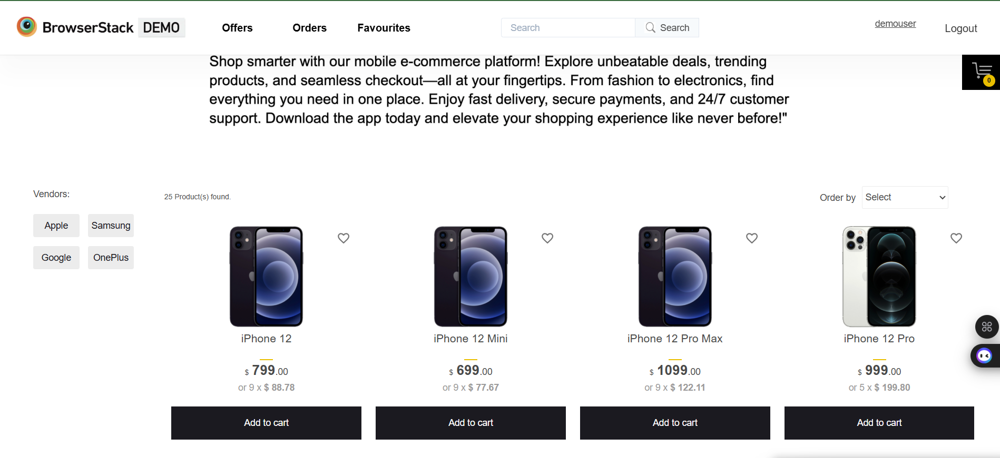 BrowserStack DEMO
Offers
Orders
Favourites
Search
Search
demouser
Logout
0
Shop smarter with our mobile e-commerce platform! Explore unbeatable deals, trending
products, and seamless checkout—all at your fingertips. From fashion to electronics, find
everything you need in one place. Enjoy fast delivery, secure payments, and 24/7 customer
support. Download the app today and elevate your shopping experience like never before!"
Vendors:
Apple
Samsung
Google
OnePlus
25 Product(s) found.
Order by
Select
iPhone 12
$ 799.00
or 9 x $ 88.78
Add to cart
iPhone 12 Mini
$ 699.00
or 9 x $ 77.67
Add to cart
iPhone 12 Pro Max
$ 1099.00
or 9 x $ 122.11
Add to cart
iPhone 12 Pro
$ 999.00
or 5 x $ 199.80
Add to cart